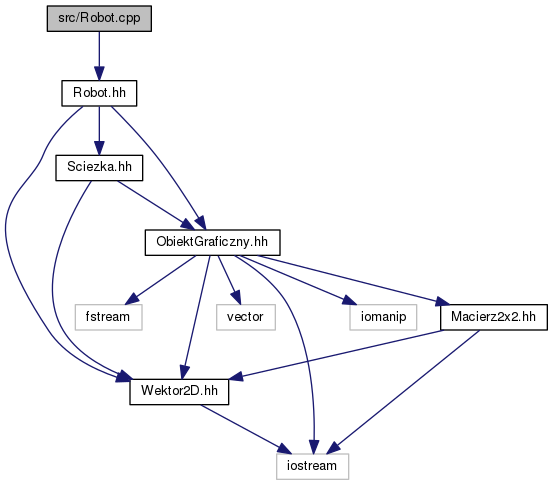 src/Robot.cpp
Robot.hh
Sciezka.hh
ObiektGraficzny.hh
fstream
vector
iomanip
Macierz2x2.hh
Wektor2D.hh
iostream